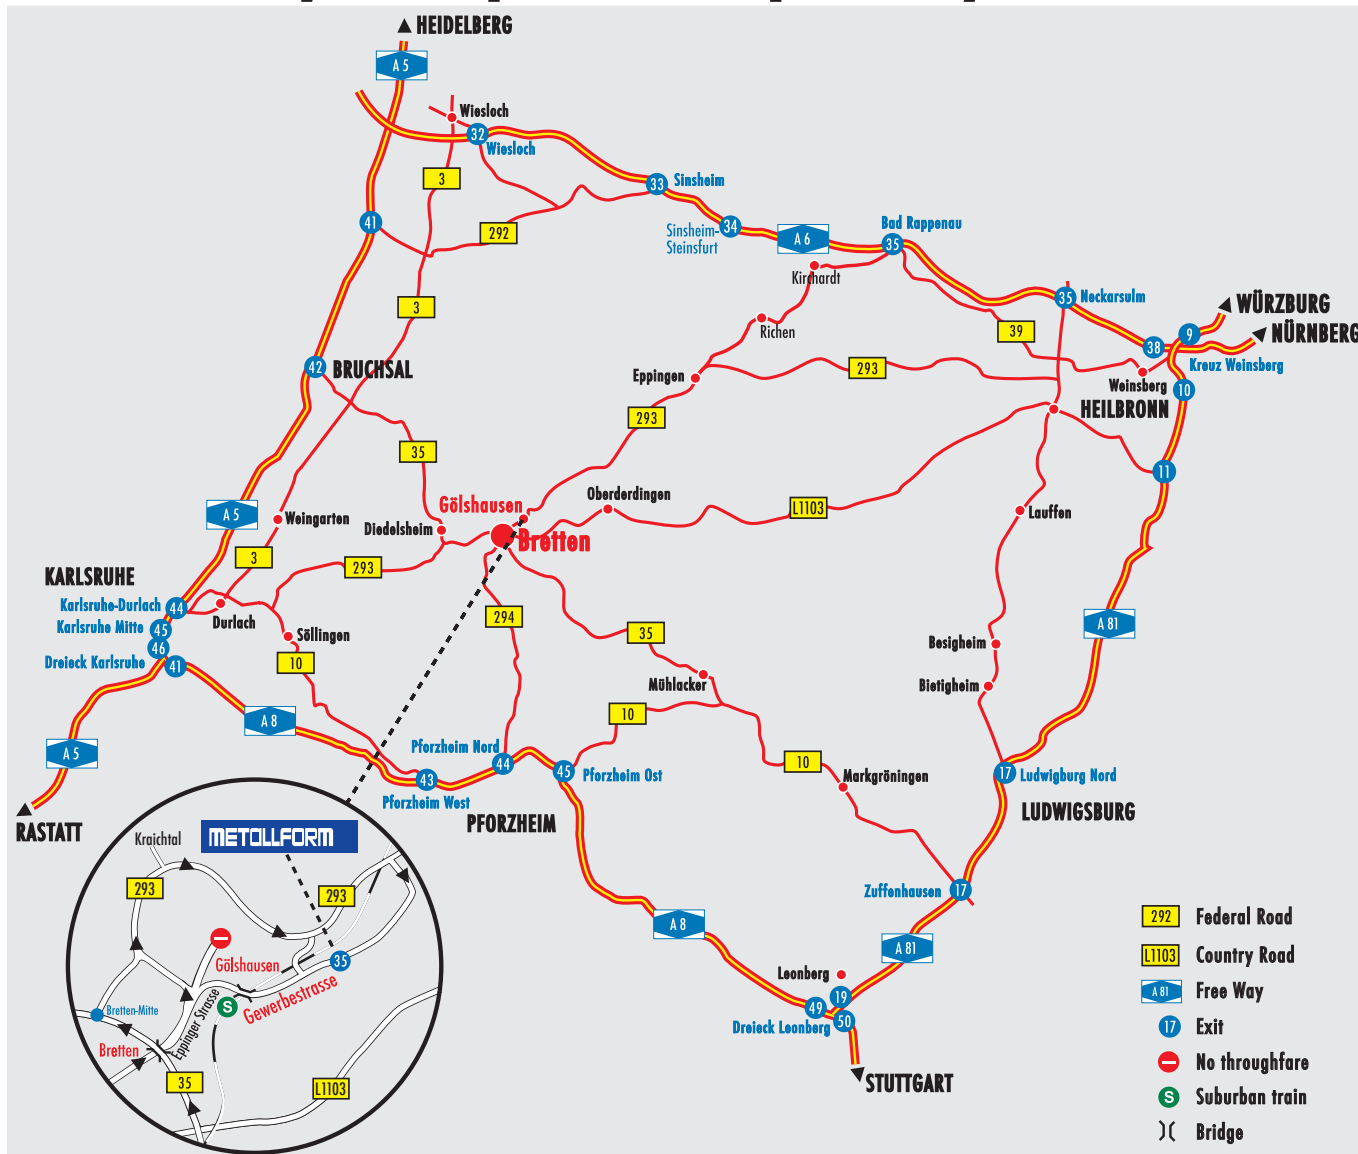 HEIDELBERG
A 5
Wiesloch
32
Wiesloch
3
33
Sinsheim
41
292
34
Sinsheim-
Steinsfurt
A 6
Bad Rappenau
35
Kirchardt
3
35
Neckarsulm
WÜRZBURG
9
NÜRNBERG
Richen
39
38
Kreuz Weinsberg
42
BRUCHSAL
Eppingen
293
Weinsberg
10
HEILBRONN
293
35
11
Gölshausen
Oberderdingen
L1103
Lauffen
A 5
Weingarten
Diedelsheim
Bretten
3
293
KARLSRUHE
Karlsruhe-Durlach
44
Durlach
Karlsruhe Mitte
45
46
Dreieck Karlsruhe
41
Söllingen
10
294
35
A 81
Besigheim
Mühlacker
Bietigheim
A 8
10
A 5
Pforzheim Nord
44
45
Pforzheim Ost
10
17
Ludwigburg Nord
43
Pforzheim West
Markgröningen
RASTATT
PFORZHEIM
LUDWIGSBURG
METALLFORM
Kraichtal
293
293
Gölshausen
35
Gewerbestrasse
S
Eppinger Strasse
Bretten-Mitte
Bretten
35
L1103
Zuffenhausen
17
A 8
A 81
Leonberg
19
49
50
Dreieck Leonberg
STUTTGART
292
Federal Road
L1103
Country Road
A 81
Free Way
17
Exit
No throughfare
S
Suburban train
Bridge